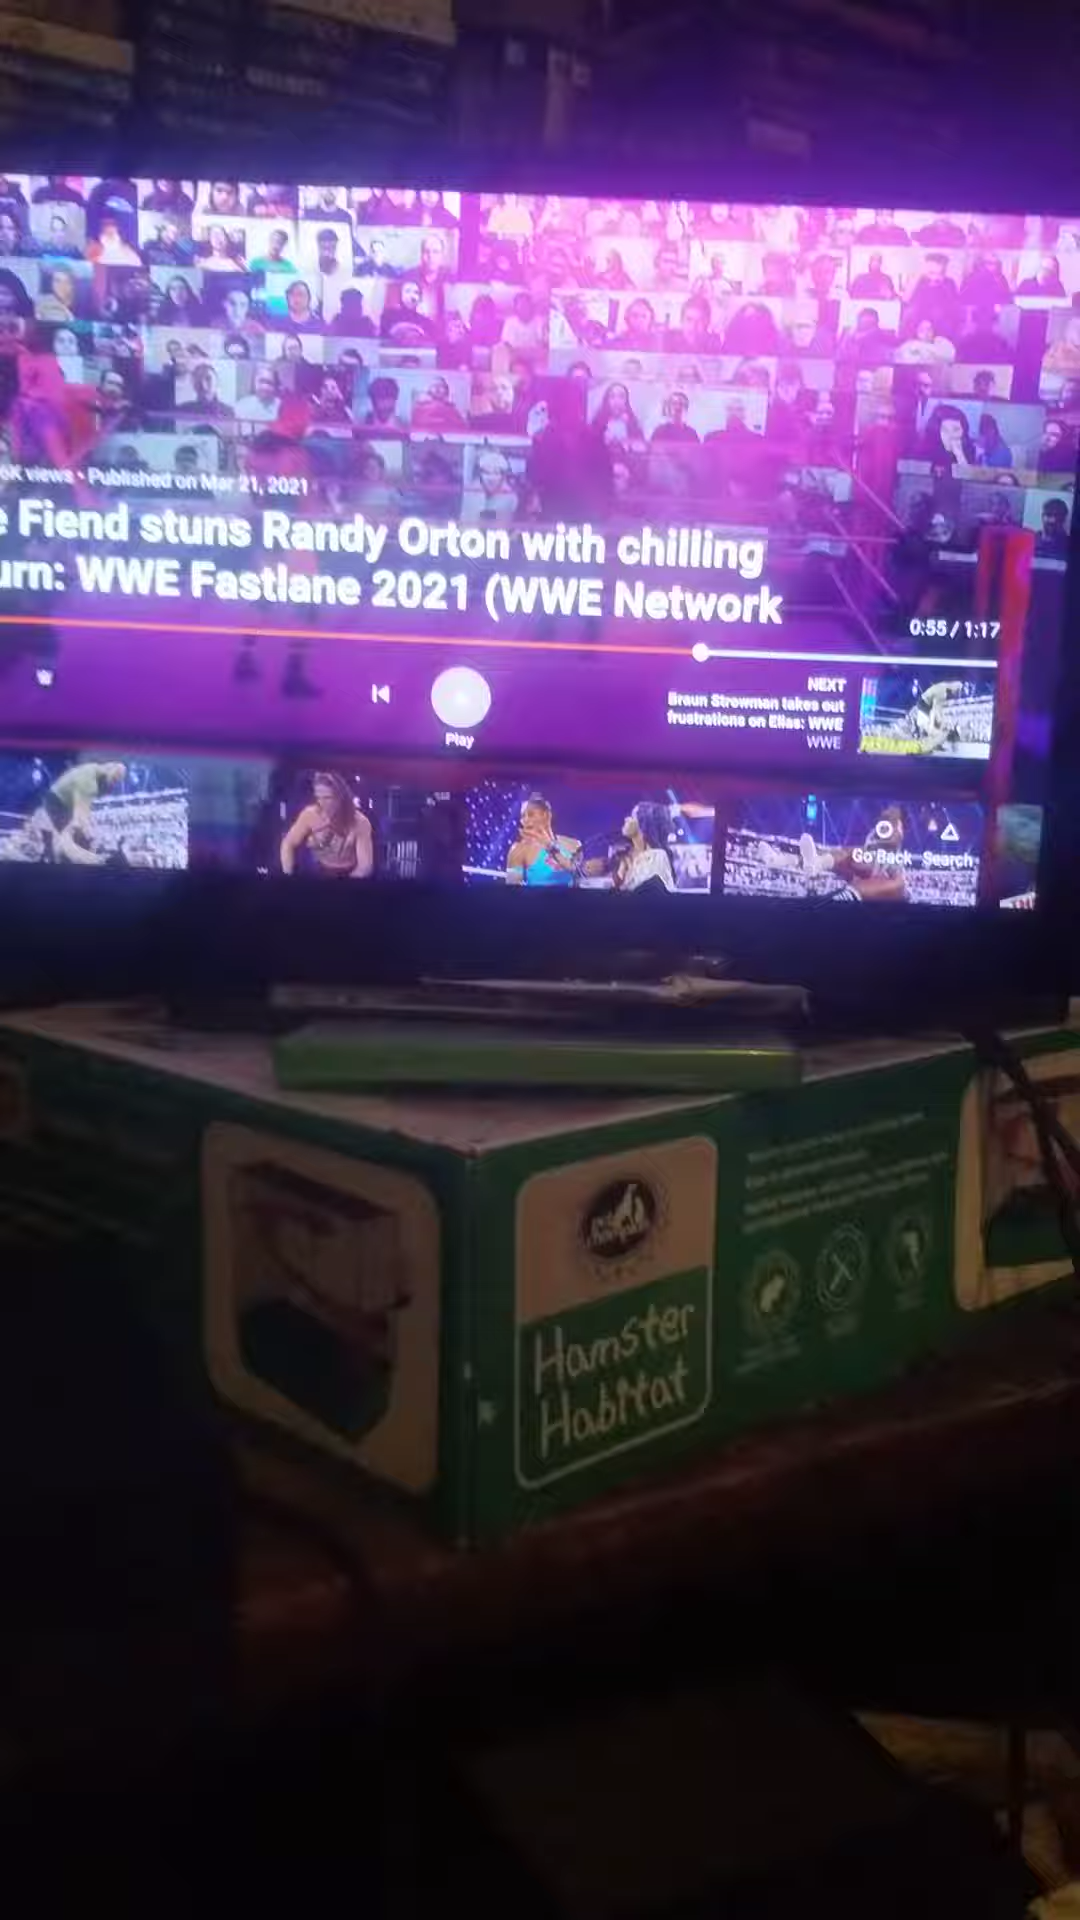 6K views • Published on Mar 21, 2021
e Fiend stuns Randy Orton with chilling
urn: WWE Fastlane 2021 (WWE Network
0:55 / 1:17
NEXT
Braun Strowman takes out
frustrations on Elias: WWE
WWE
Play
FASTLANE
Go Back Search
Hamster
Habitat